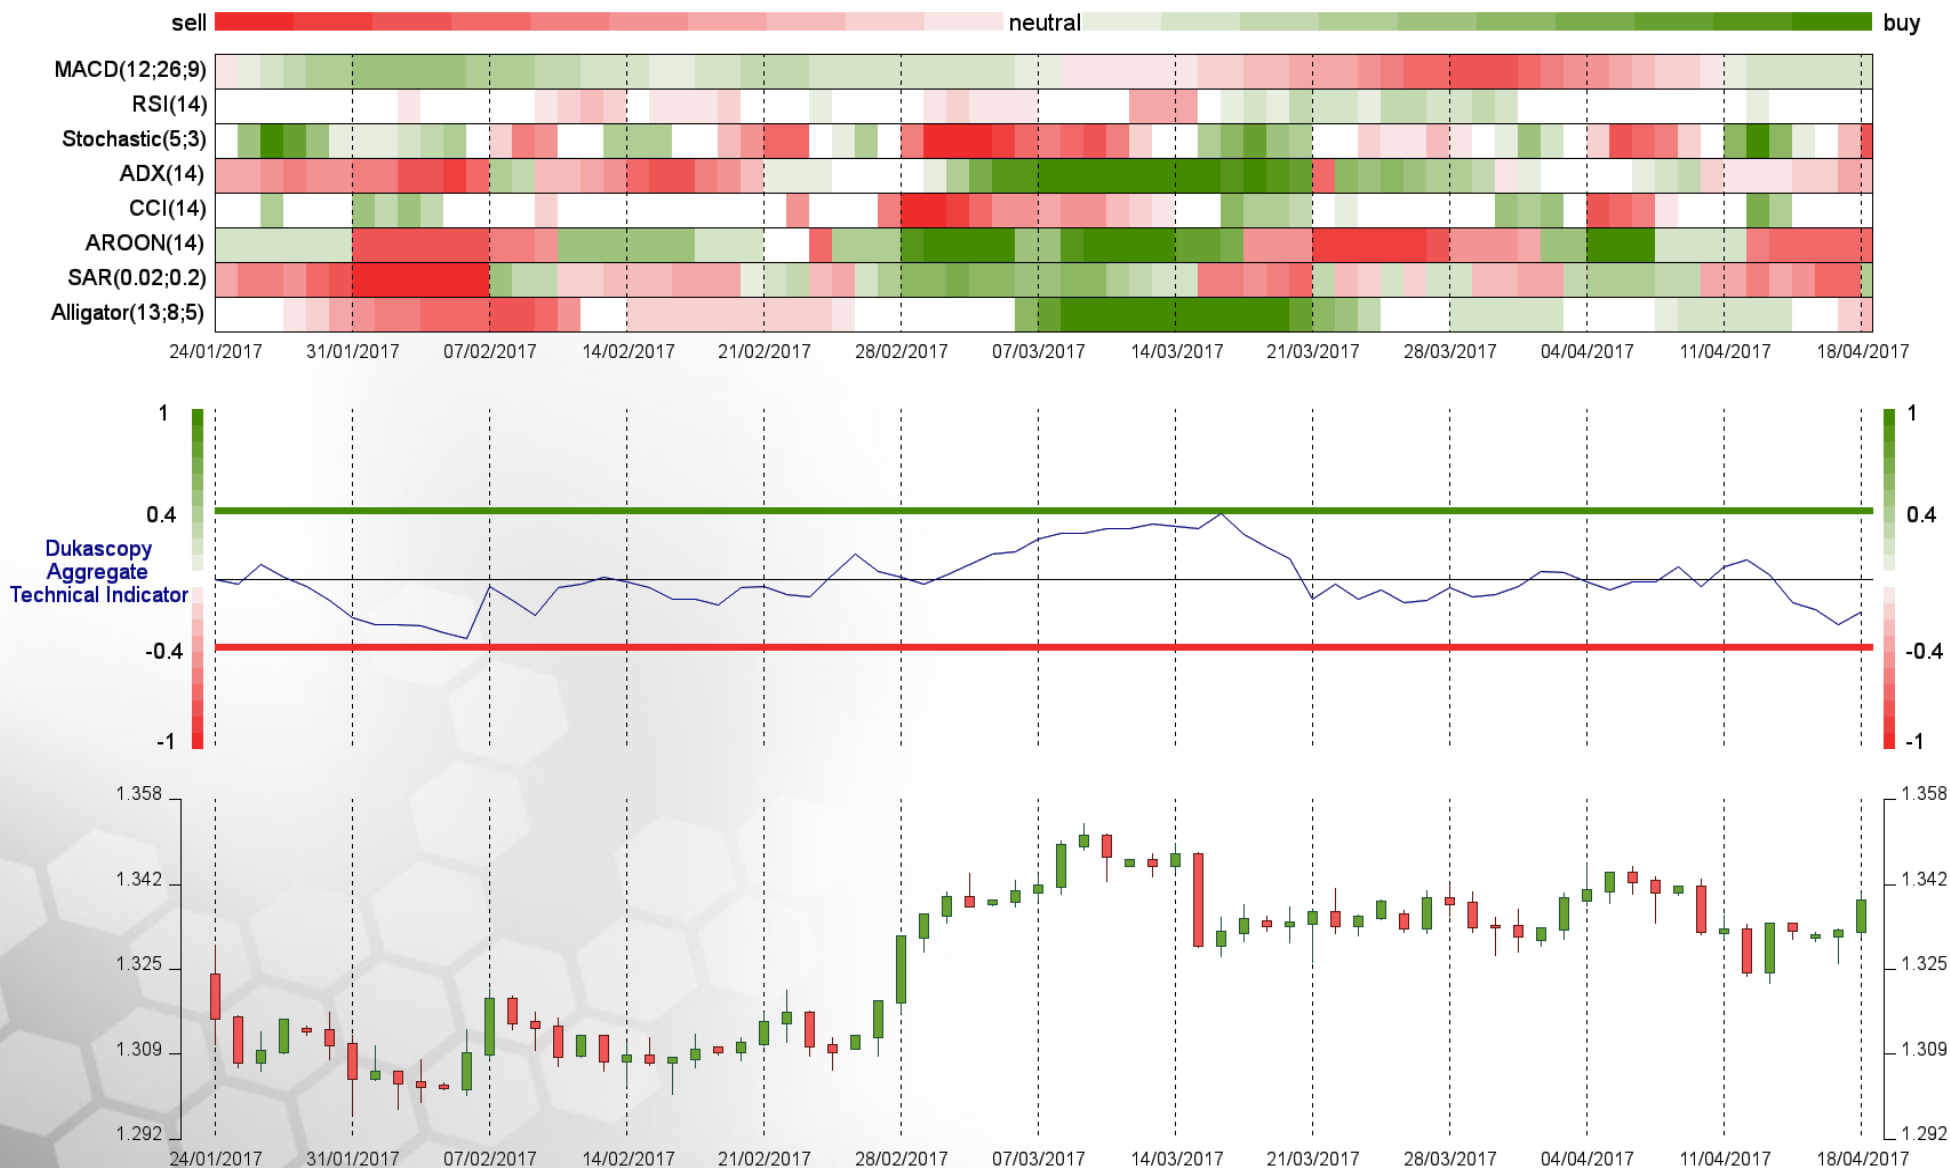 sell neutral buy
MACD(12;26;9)
RSI(14)
Stochastic(5;3)
ADX(14)
CCI(14)
AROON(14)
SAR(0.02;0.2)
Alligator(13;8;5)
24/01/2017 31/01/2017 07/02/2017 14/02/2017 21/02/2017 28/02/2017 07/03/2017 14/03/2017 21/03/2017 28/03/2017 04/04/2017 11/04/2017 18/04/2017
1 1
0.4 0.4
Dukascopy
Aggregate
Technical Indicator
-0.4 -0.4
-1 -1
1.358 1.358
1.342 1.342
1.325 1.325
1.309 1.309
1.292 1.292
24/01/2017 31/01/2017 07/02/2017 14/02/2017 21/02/2017 28/02/2017 07/03/2017 14/03/2017 21/03/2017 28/03/2017 04/04/2017 11/04/2017 18/04/2017